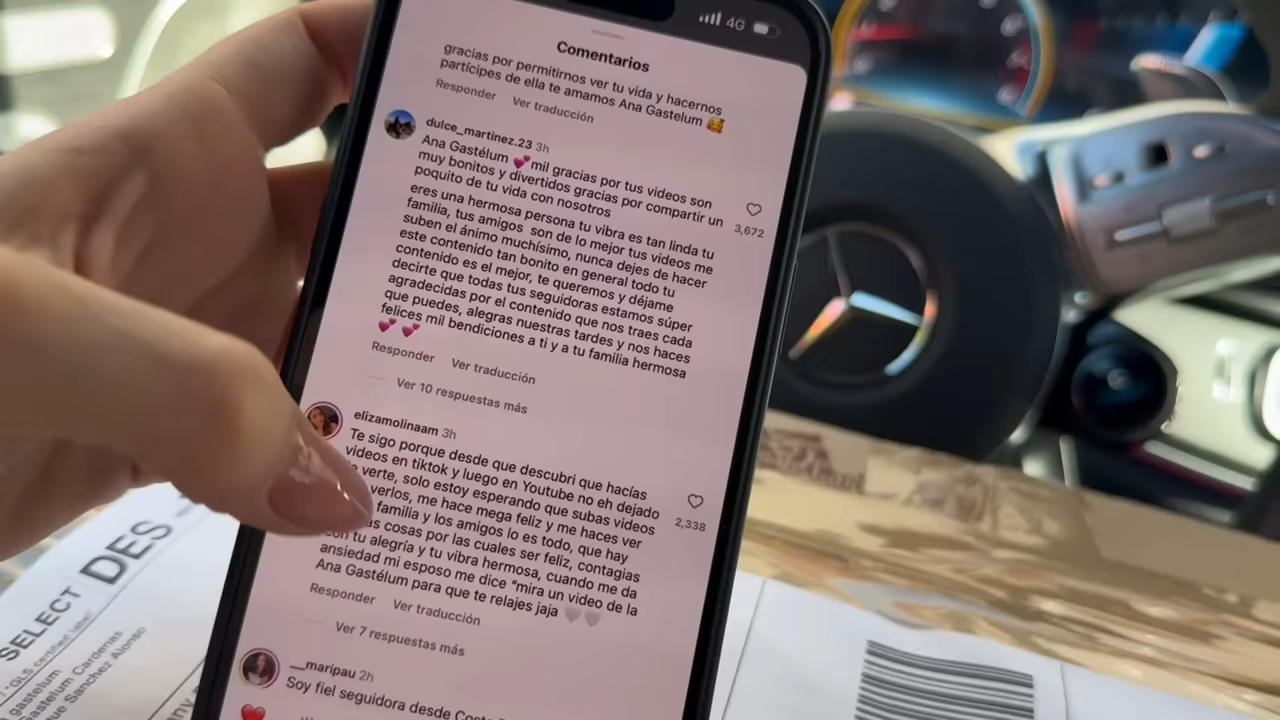 4G
Comentarios
gracias por permitirnos ver tu vida y hacernos
partícipes de ella te amamos Ana Gastelum 🥰
Responder Ver traducción
dulce_martinez.23 3h
Ana Gastélum 💕mil gracias por tus videos son
muy bonitos y divertidos gracias por compartir un
poquito de tu vida con nosotros
eres una hermosa persona tu vibra es tan linda tu
familia, tus amigos son de lo mejor tus videos me
suben el ánimo muchísimo, nunca dejes de hacer
este contenido tan bonito en general todo tu
contenido es el mejor, te queremos y déjame
decirte que todas tus seguidoras estamos súper
agradecidas por el contenido que nos traes cada
que puedes, alegras nuestras tardes y nos haces
felices mil bendiciones a ti y a tu familia hermosa
💕 💕
3,672
Responder Ver traducción
Ver 10 respuestas más
elizamolinaam 3h
Te sigo porque desde que descubri que hacías
videos en tiktok y luego en Youtube no eh dejado
verte, solo estoy esperando que subas videos
verlos, me hace mega feliz y me haces ver
familia y los amigos lo es todo, que hay
cosas por las cuales ser feliz, contagias
tu alegría y tu vibra hermosa, cuando me da
ansiedad mi esposo me dice "mira un video de la
Ana Gastélum para que te relajes jaja 🤍🤍
2,338
Responder Ver traducción
Ver 7 respuestas más
__maripau 2h
Soy fiel seguidora desde
❤️
SELECT DES
"GLS certified label"
gastelum
gastelum Cardenas
Sanchez Alonso